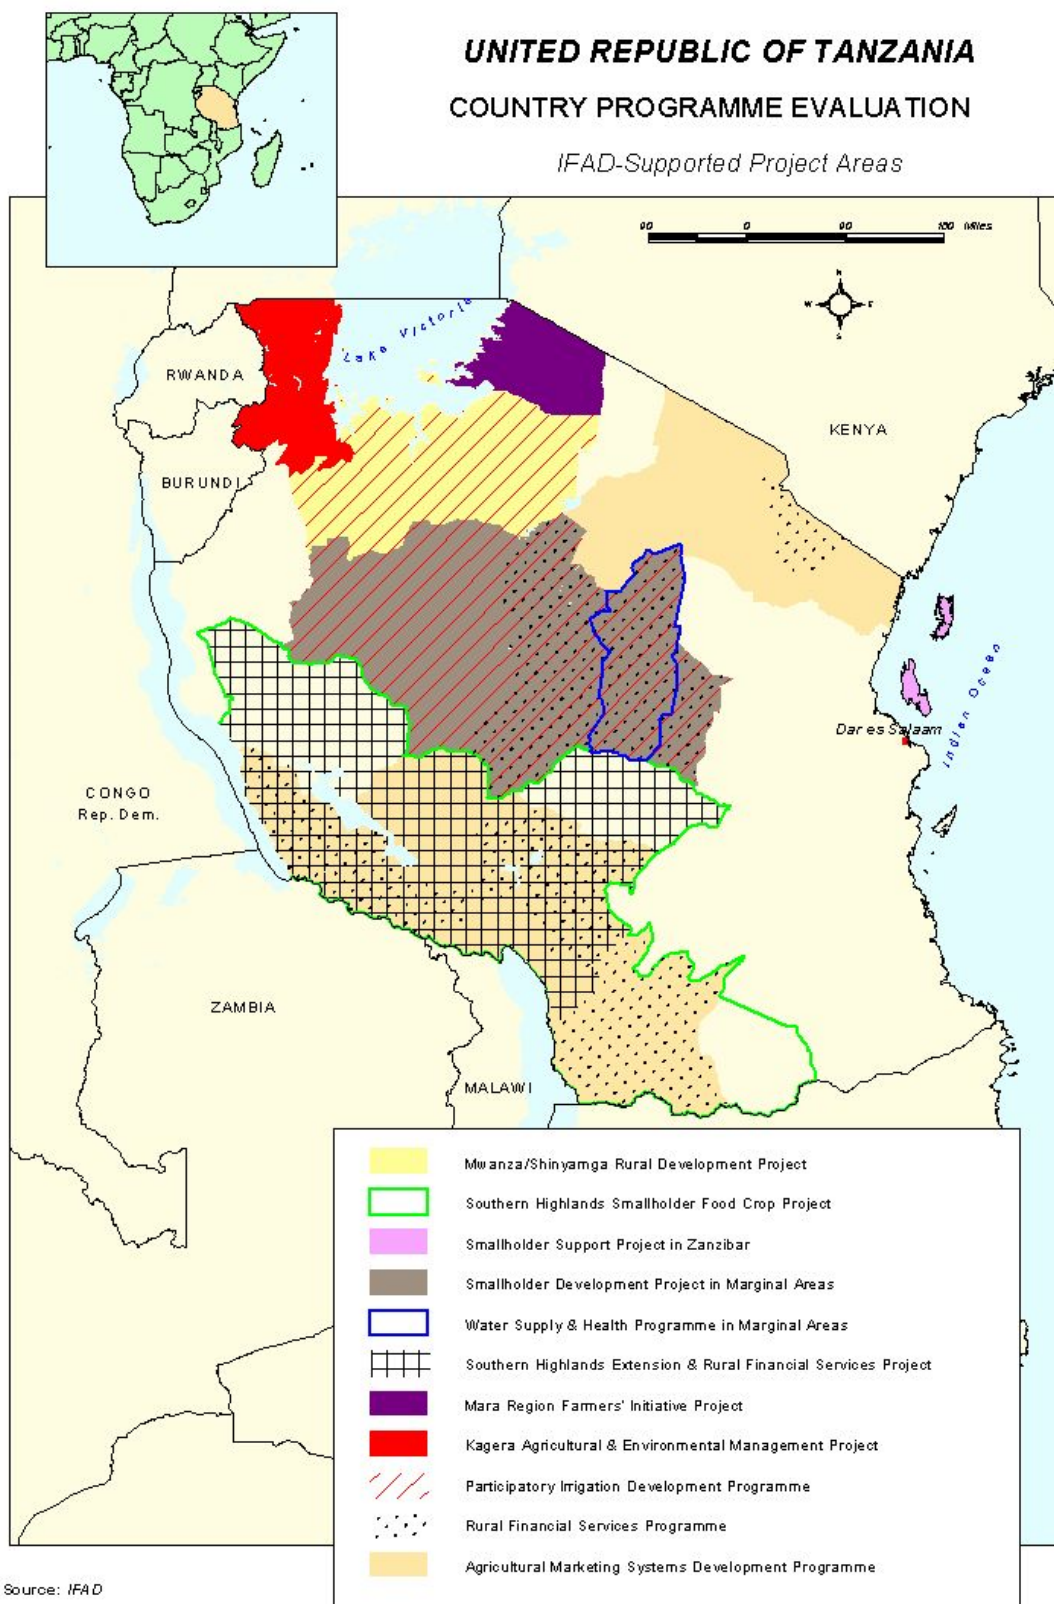 UNITED REPUBLIC OF TANZANIA
COUNTRY PROGRAMME EVALUATION
IFAD-Supported Project Areas
90 0 90 180 Miles
N
W E
S
Lake Victoria
RWANDA
KENYA
BURUNDI
Indian Ocean
Dar es Salaam
CONGO
Rep. Dem.
ZAMBIA
MALAWI
Mwanza/Shinyamga Rural Development Project
Southern Highlands Smallholder Food Crop Project
Smallholder Support Project in Zanzibar
Smallholder Development Project in Marginal Areas
Water Supply & Health Programme in Marginal Areas
Southern Highlands Extension & Rural Financial Services Project
Mara Region Farmers' Initiative Project
Kagera Agricultural & Environmental Management Project
Participatory Irrigation Development Programme
Rural Financial Services Programme
Agricultural Marketing Systems Development Programme
Source: IFAD